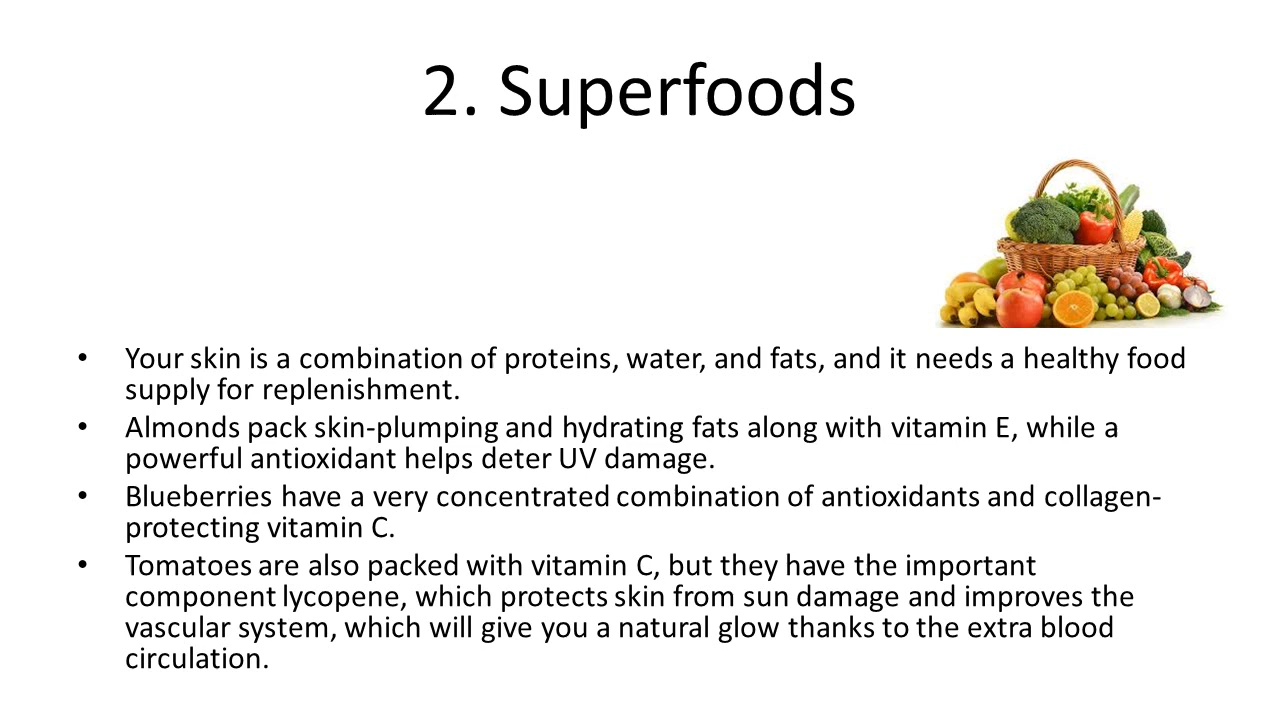 2. Superfoods
• Your skin is a combination of proteins, water, and fats, and it needs a healthy food
supply for replenishment.
• Almonds pack skin-plumping and hydrating fats along with vitamin E, while a
powerful antioxidant helps deter UV damage.
• Blueberries have a very concentrated combination of antioxidants and collagen-
protecting vitamin C.
• Tomatoes are also packed with vitamin C, but they have the important
component lycopene, which protects skin from sun damage and improves the
vascular system, which will give you a natural glow thanks to the extra blood
circulation.